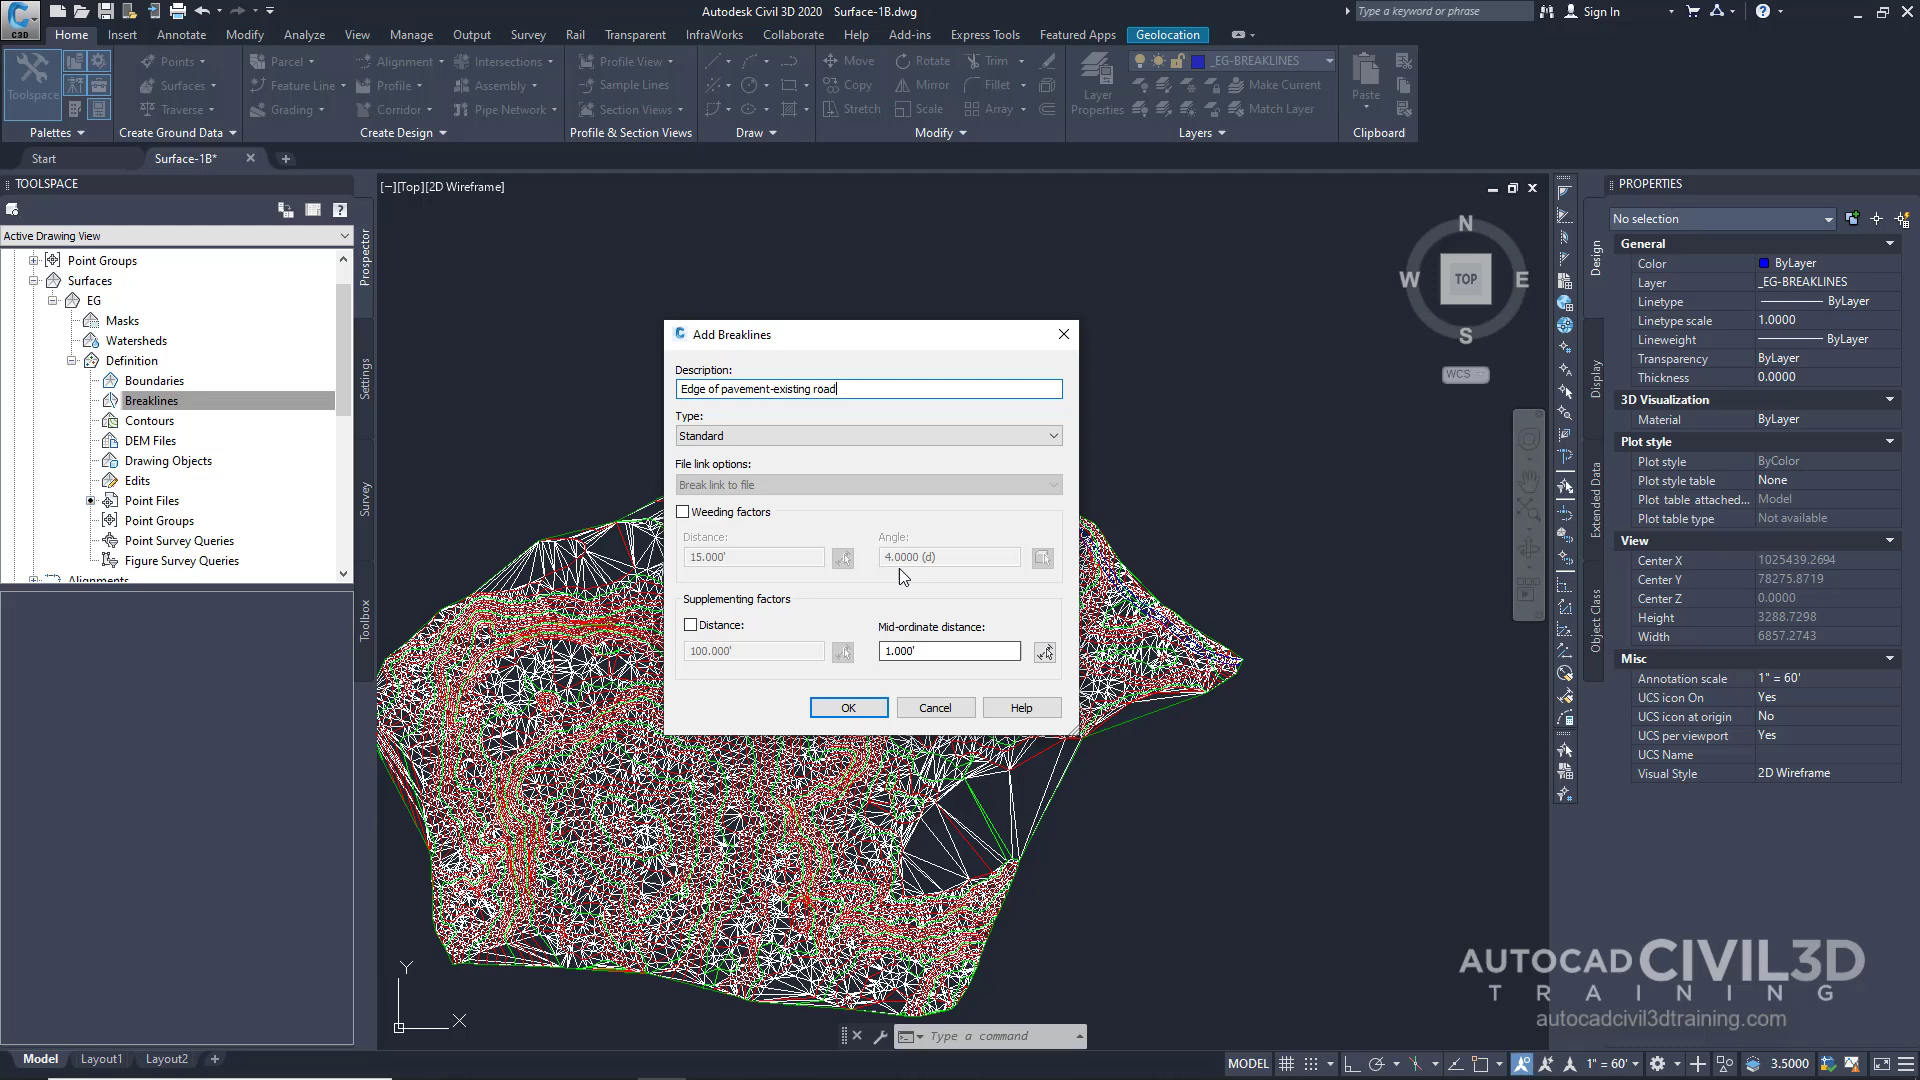 C3D
Autodesk Civil 3D 2020 Surface-1B.dwg
Type a keyword or phrase
Sign In
Home Insert Annotate Modify Analyze View Manage Output Survey Rail Transparent InfraWorks Collaborate Help Add-ins Express Tools Featured Apps Geolocation
Toolspace
Points
Surfaces
Traverse
Parcel
Feature Line
Grading
Alignment
Profile
Corridor
Intersections
Assembly
Pipe Network
Profile View
Sample Lines
Section Views
Move
Copy
Stretch
Rotate
Mirror
Scale
Trim
Fillet
Array
Layer
Properties
_EG-BREAKLINES
Make Current
Match Layer
Paste
Palettes
Create Ground Data
Create Design
Profile & Section Views
Draw
Modify
Layers
Clipboard
Start
Surface-1B*
TOOLSPACE
Active Drawing View
Point Groups
Surfaces
EG
Masks
Watersheds
Definition
Boundaries
Breaklines
Contours
DEM Files
Drawing Objects
Edits
Point Files
Point Groups
Point Survey Queries
Figure Survey Queries
Alignments
Prospector
Settings
Survey
Toolbox
[−][Top][2D Wireframe]
N
W TOP E
S
WCS
Add Breaklines
Description:
Edge of pavement-existing road
Type:
Standard
File link options:
Break link to file
Weeding factors
Distance: Angle:
15.000' 4.0000 (d)
Supplementing factors
Distance: Mid-ordinate distance:
100.000' 1.000'
OK Cancel Help
PROPERTIES
No selection
Design
Display
Extended Data
Object Class
General
Color ByLayer
Layer _EG-BREAKLINES
Linetype ByLayer
Linetype scale 1.0000
Lineweight ByLayer
Transparency ByLayer
Thickness 0.0000
3D Visualization
Material ByLayer
Plot style
Plot style ByColor
Plot style table None
Plot table attached... Model
Plot table type Not available
View
Center X 1025439.2694
Center Y 78275.8719
Center Z 0.0000
Height 3288.7298
Width 6857.2743
Misc
Annotation scale 1" = 60'
UCS icon On Yes
UCS icon at origin No
UCS per viewport Yes
UCS Name
Visual Style 2D Wireframe
Y
X
Type a command
AUTOCAD CIVIL3D
TRAINING
autocadcivil3dtraining.com
Model Layout1 Layout2
MODEL 1" = 60' 3.5000